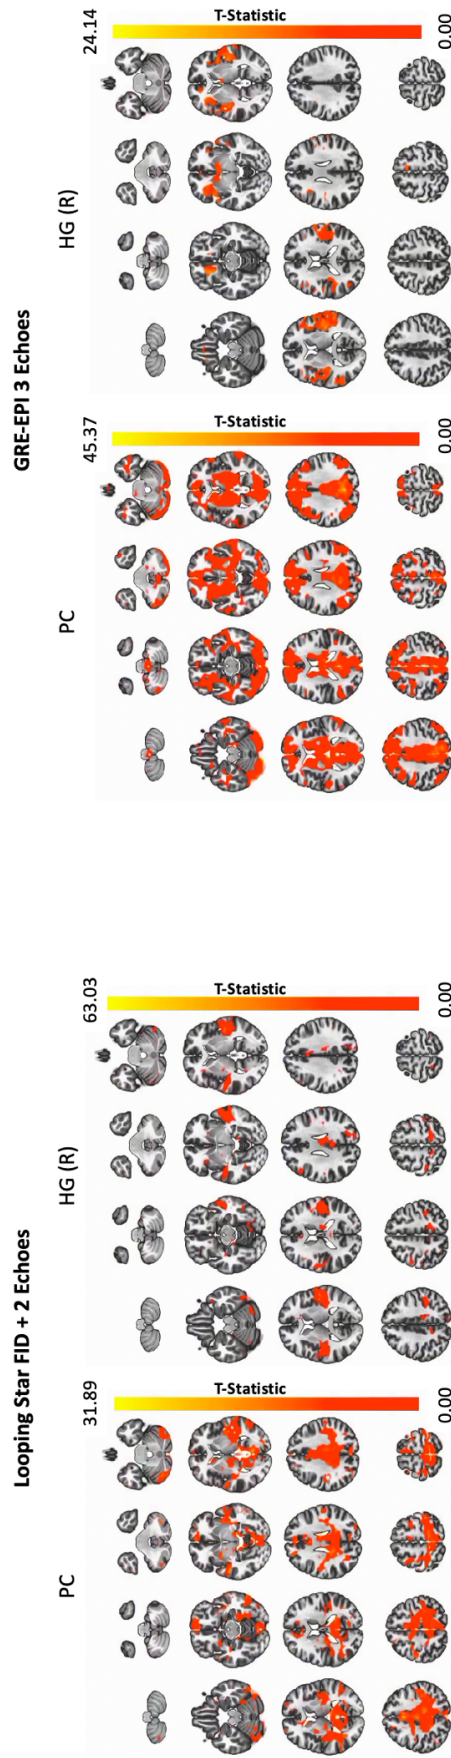 Looping Star FID + 2 Echoes
PC
31.89
T-Statistic
0.00
HG (R)
63.03
T-Statistic
0.00
GRE-EPI 3 Echoes
PC
45.37
T-Statistic
0.00
HG (R)
24.14
T-Statistic
0.00